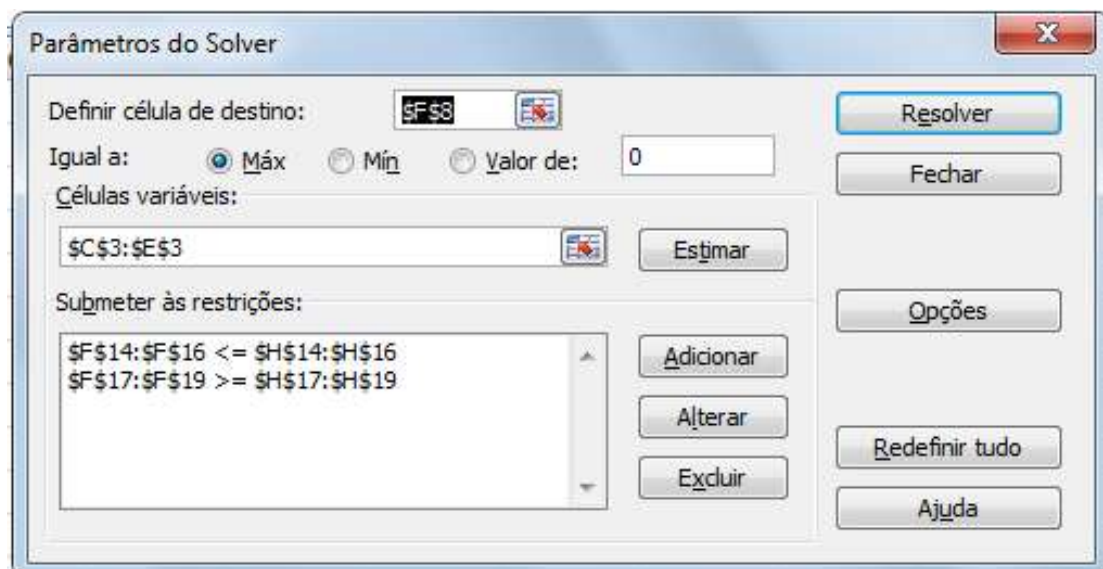 Parâmetros do Solver
Definir célula de destino: $F$8
Resolver
Igual a: Máx Mín Valor de: 0
Fechar
Células variáveis:
$C$3:$E$3
Estimar
Submeter às restrições:
Opções
$F$14:$F$16 <= $H$14:$H$16
$F$17:$F$19 >= $H$17:$H$19
Adicionar
Alterar
Redefinir tudo
Excluir
Ajuda